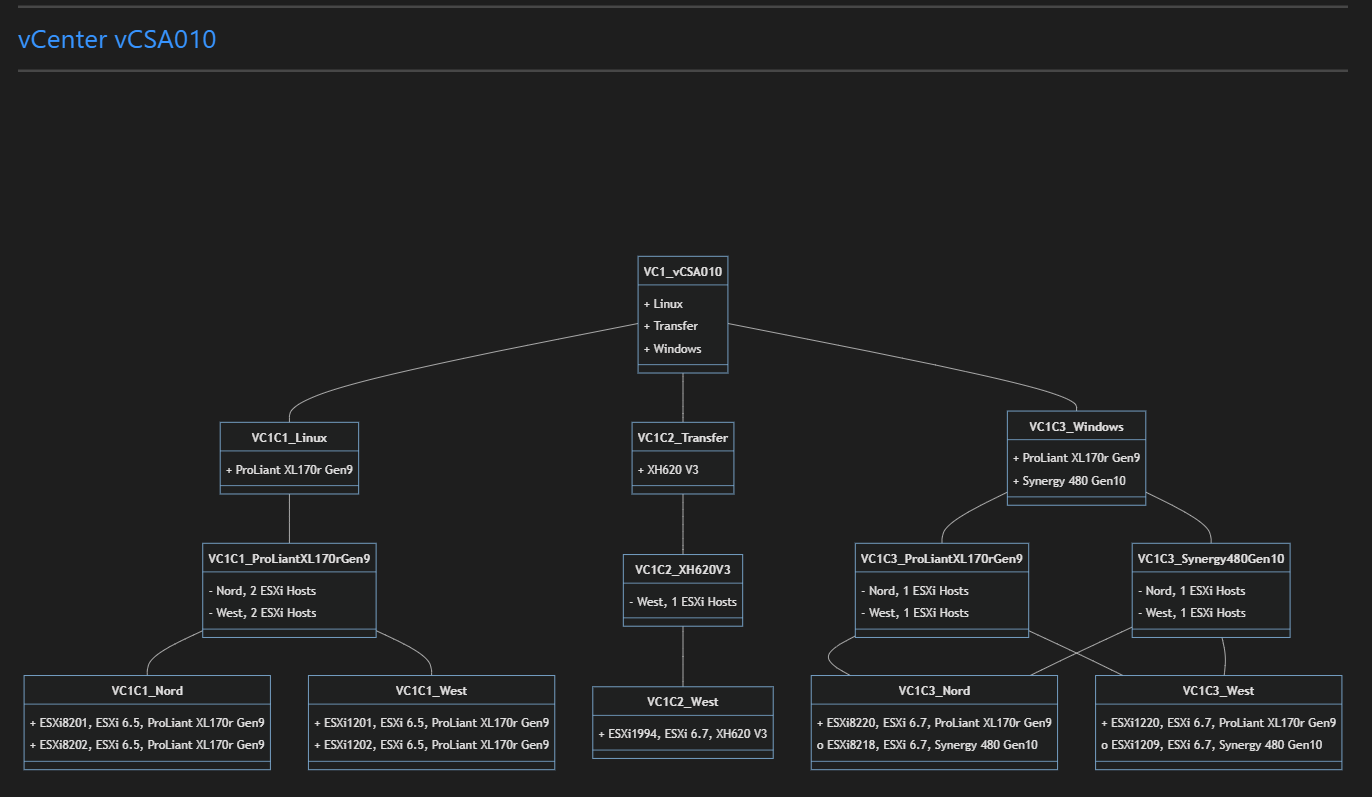 vCenter vCSA010
VC1_vCSA010
+ Linux
+ Transfer
+ Windows
VC1C1_Linux
+ ProLiant XL170r Gen9
VC1C2_Transfer
+ XH620 V3
VC1C3_Windows
+ ProLiant XL170r Gen9
+ Synergy 480 Gen10
VC1C1_ProLiantXL170rGen9
- Nord, 2 ESXi Hosts
- West, 2 ESXi Hosts
VC1C2_XH620V3
- West, 1 ESXi Hosts
VC1C3_ProLiantXL170rGen9
- Nord, 1 ESXi Hosts
- West, 1 ESXi Hosts
VC1C3_Synergy480Gen10
- Nord, 1 ESXi Hosts
- West, 1 ESXi Hosts
VC1C1_Nord
+ ESXi8201, ESXi 6.5, ProLiant XL170r Gen9
+ ESXi8202, ESXi 6.5, ProLiant XL170r Gen9
VC1C1_West
+ ESXi1201, ESXi 6.5, ProLiant XL170r Gen9
+ ESXi1202, ESXi 6.5, ProLiant XL170r Gen9
VC1C2_West
+ ESXi1994, ESXi 6.7, XH620 V3
VC1C3_Nord
+ ESXi8220, ESXi 6.7, ProLiant XL170r Gen9
o ESXi8218, ESXi 6.7, Synergy 480 Gen10
VC1C3_West
+ ESXi1220, ESXi 6.7, ProLiant XL170r Gen9
o ESXi1209, ESXi 6.7, Synergy 480 Gen10